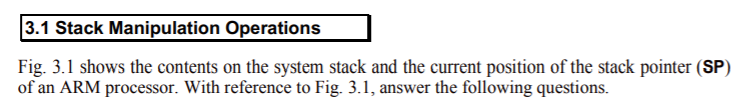 3.1 Stack Manipulation Operations
Fig. 3.1 shows the contents on the system stack and the current position of the stack pointer (SP)
of an ARM processor. With reference to Fig. 3.1, answer the following questions.